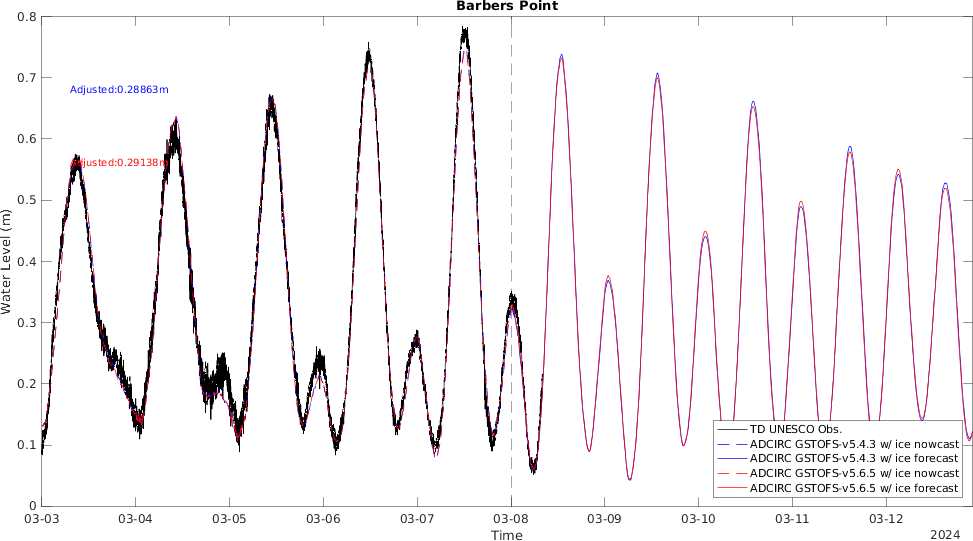 Barbers Point
0.8
0.7
0.6
0.5
0.4
0.3
0.2
0.1
0
Water Level (m)
Adjusted:0.28863m
Adjusted:0.29138m
TD UNESCO Obs.
ADCIRC GSTOFS-v5.4.3 w/ ice nowcast
ADCIRC GSTOFS-v5.4.3 w/ ice forecast
ADCIRC GSTOFS-v5.6.5 w/ ice nowcast
ADCIRC GSTOFS-v5.6.5 w/ ice forecast
03-03 03-04 03-05 03-06 03-07 03-08 03-09 03-10 03-11 03-12
Time
2024